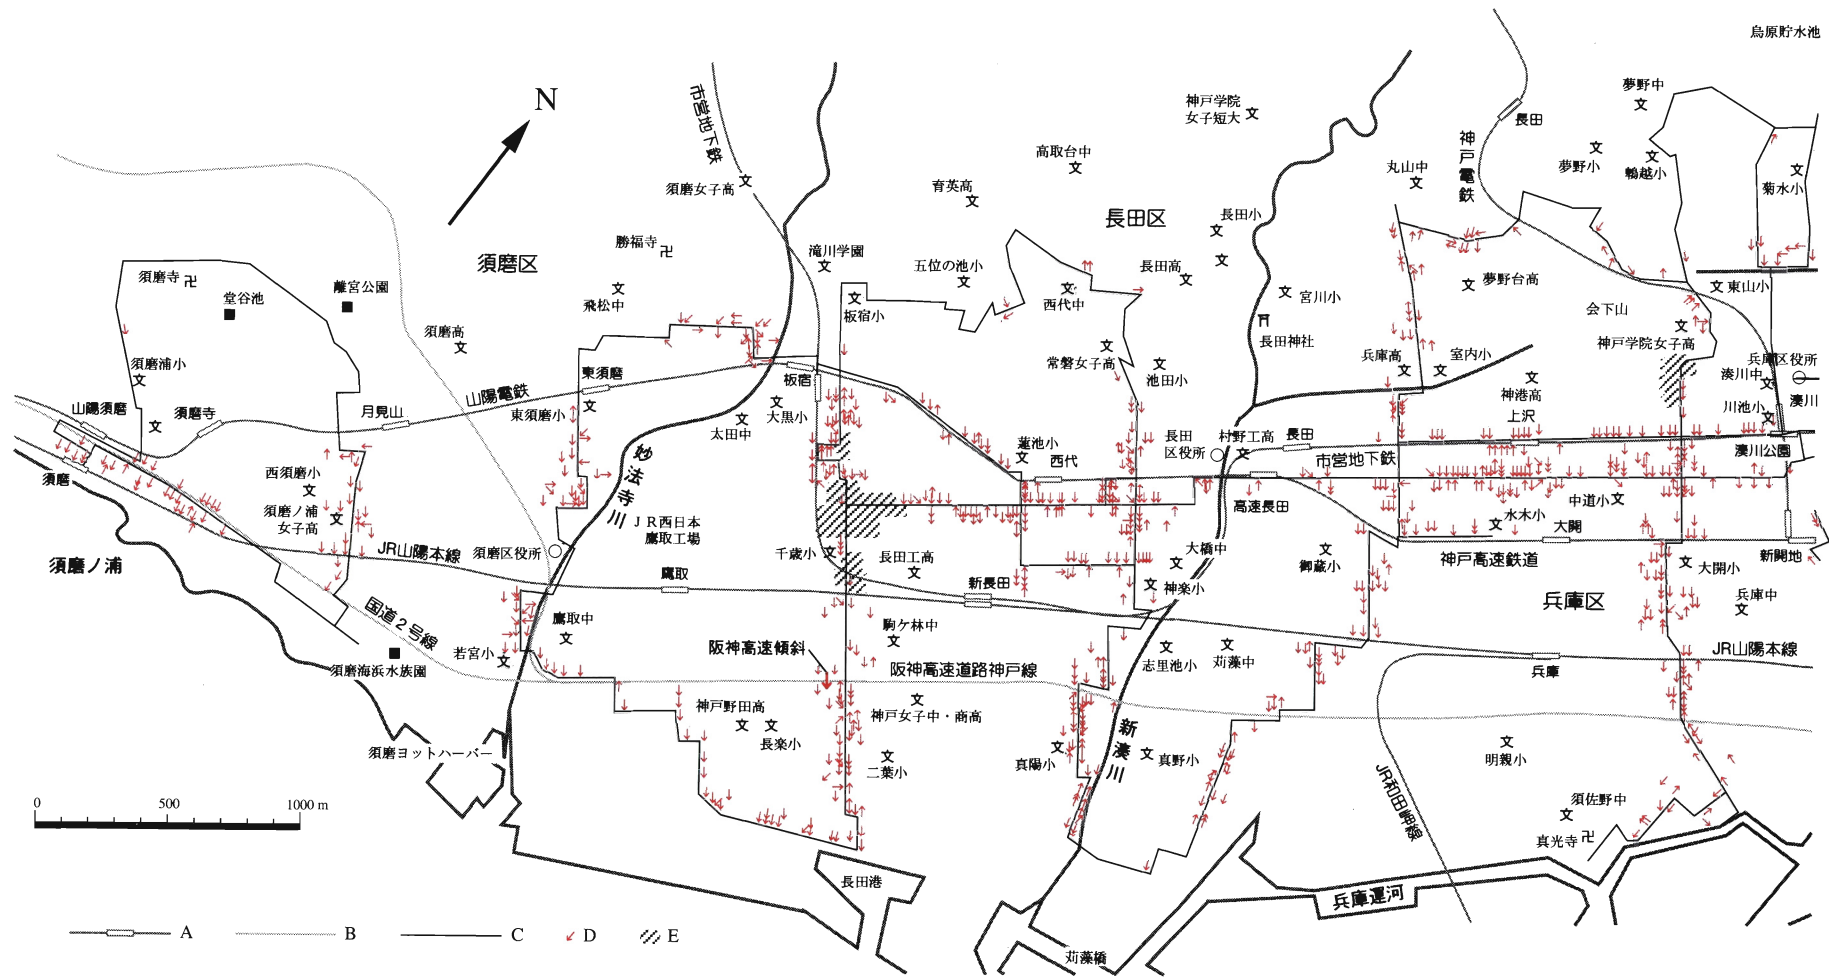 烏原貯水池
N
市営地下鉄
神戸学院
女子短大
夢野中
長田
神戸電鉄
高取台中
丸山中
夢野小
鵯越小
菊水小
須磨女子高
育英高
長田区
長田小
勝福寺
滝川学園
須磨区
須磨寺
離宮公園
堂谷池
飛松中
板宿小
五位の池小
西代中
長田高
宮川小
夢野台高
会下山
東山小
須磨高
長田神社
神戸学院女子高
須磨浦小
常磐女子高
池田小
兵庫高
室内小
兵庫区役所
湊川中
湊川
東須磨
板宿
神港高
川池小
山陽須磨
須磨寺
月見山
山陽電鉄
東須磨小
太田中
大黒小
上沢
蓮池小
西代
長田
区役所
村野工高
長田
市営地下鉄
湊川公園
須磨
西須磨小
妙法寺川
高速長田
中道小
須磨ノ浦
女子高
JR西日本
鷹取工場
水木小
大開
須磨ノ浦
JR山陽本線
須磨区役所
千歳小
長田工高
大橋中
御蔵小
神戸高速鉄道
新開地
大開小
鷹取
新長田
神楽小
兵庫区
兵庫中
国道2号線
鷹取中
駒ケ林中
若宮小
阪神高速傾斜
阪神高速道路神戸線
志里池小
苅藻中
兵庫
JR山陽本線
須磨海浜水族園
神戸野田高
神戸女子中・商高
長楽小
新湊川
須磨ヨットハーバー
二葉小
真陽小
真野小
明親小
JR和田岬線
0 500 1000 m
須佐野中
真光寺
長田港
兵庫運河
苅藻橋
A B C D E